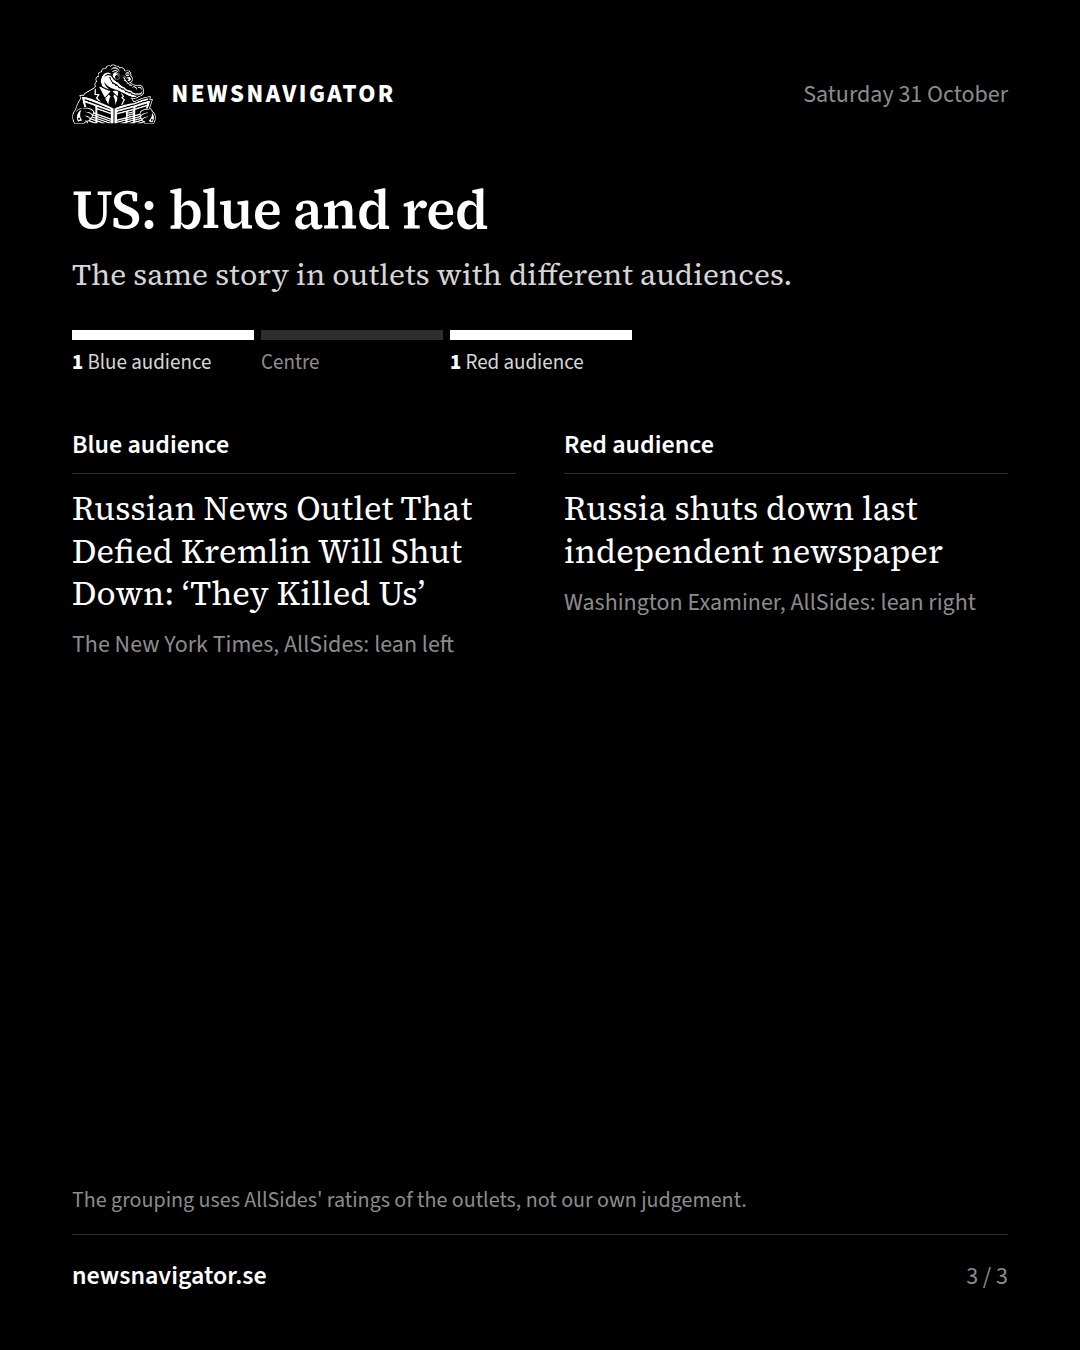 NEWSNAVIGATOR
Saturday 31 October
US: blue and red
The same story in outlets with different audiences.
1 Blue audience
Centre
1 Red audience
Blue audience
Russian News Outlet That
Defied Kremlin Will Shut
Down: ‘They Killed Us’
The New York Times, AllSides: lean left
Red audience
Russia shuts down last
independent newspaper
Washington Examiner, AllSides: lean right
The grouping uses AllSides' ratings of the outlets, not our own judgement.
newsnavigator.se
3 / 3